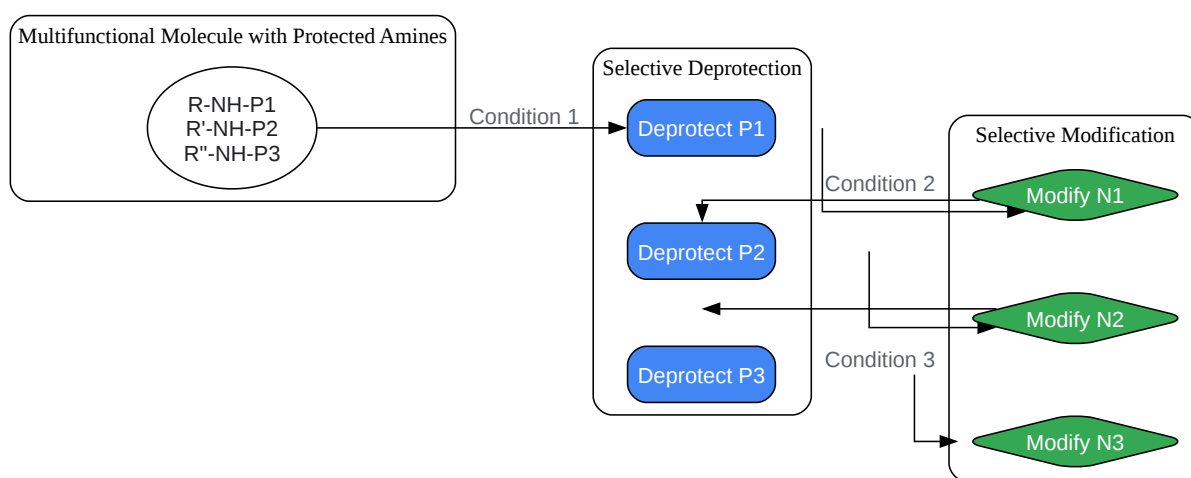 Multifunctional Molecule with Protected Amines
R-NH-P1
R'-NH-P2
R''-NH-P3
Condition 1
Selective Deprotection
Deprotect P1
Deprotect P2
Deprotect P3
Condition 2
Condition 3
Selective Modification
Modify N1
Modify N2
Modify N3